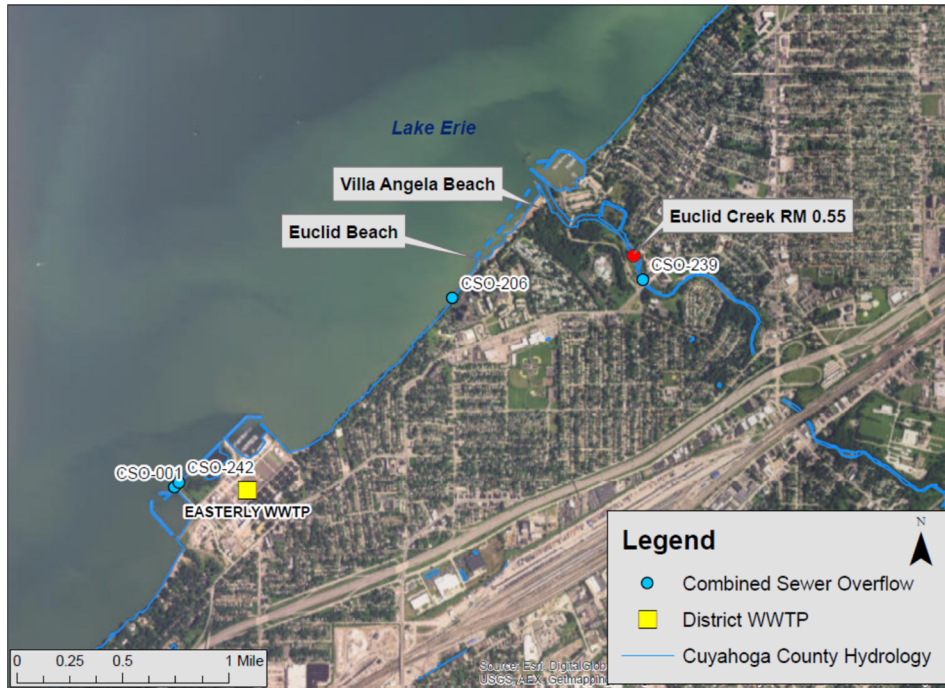 Lake Erie
Villa Angela Beach
Euclid Creek RM 0.55
Euclid Beach
CSO-239
CSO-206
CSO-001
CSO-242
EASTERLY WWTP
Legend
N
Combined Sewer Overflow
District WWTP
Cuyahoga County Hydrology
0 0.25 0.5 1 Mile
Source: Esri, DigitalGlob
USGS, AEX, Getmapping